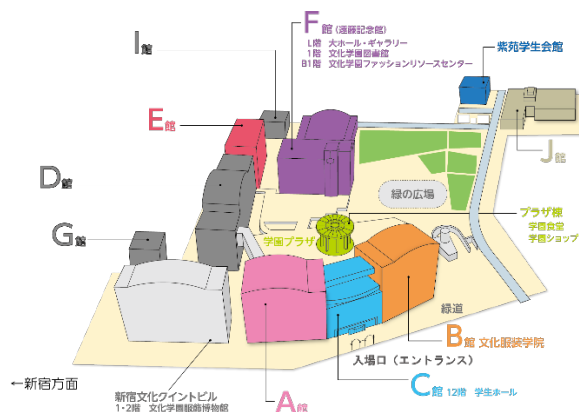 I館
F館(遠藤記念館)
L階 大ホール・ギャラリー
1階 文化学園図書館
B1階 文化学園ファッションリソースセンター
紫苑学生会館
E館
J館
D館
緑の広場
プラザ棟
学園食堂
学園ショップ
G館
学園プラザ
緑道
B館 文化服装学院
入場口(エントランス)
C館 12階 学生ホール
←新宿方面
新宿文化クイントビル
1・2階 文化学園服飾博物館
A館